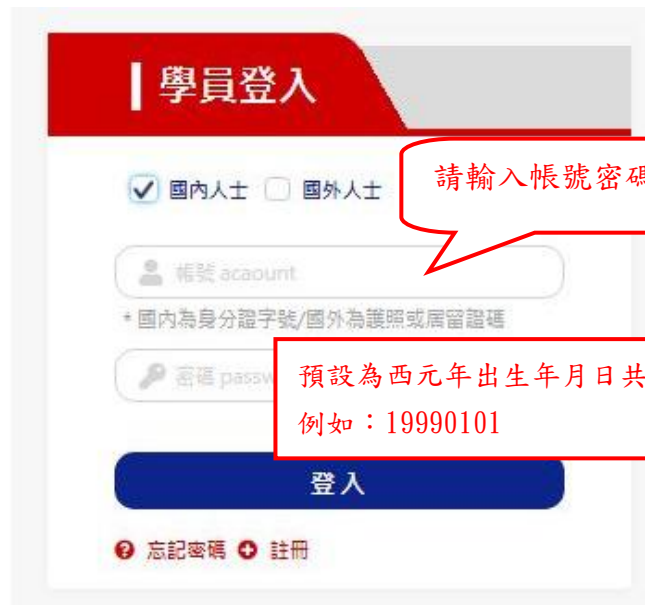 學員登入
國內人士 國外人士
請輸入帳號密碼
帳號 acaount
* 國內為身分證字號/國外為護照或居留證碼
密碼 passw
預設為西元年出生年月日共
例如：19990101
登入
忘記密碼 註冊